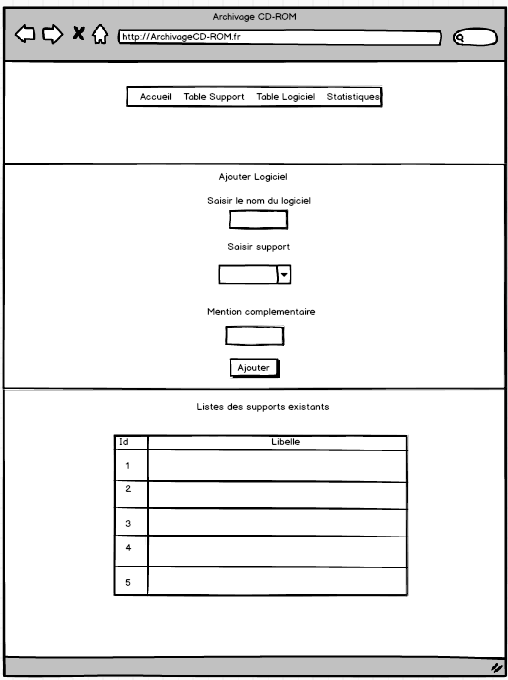 Archivage CD-ROM
http://ArchivageCD-ROM.fr
Accueil Table Support Table Logiciel Statistiques
Ajouter Logiciel
Saisir le nom du logiciel
Saisir support
Mention complementaire
Ajouter
Listes des supports existants
Id Libelle
1
2
3
4
5